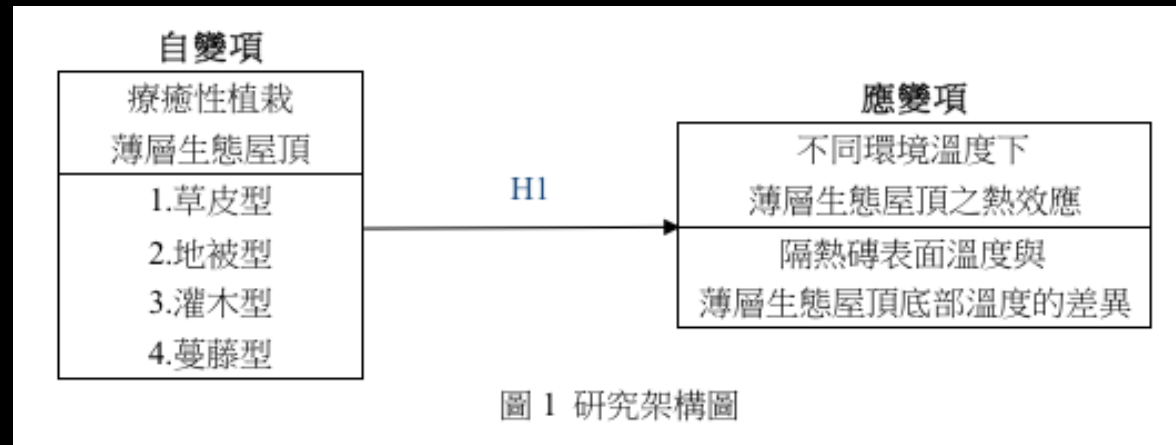 自變項
療癒性植栽
薄層生態屋頂
1.草皮型
2.地被型
3.灌木型
4.蔓藤型
H1
應變項
不同環境溫度下
薄層生態屋頂之熱效應
隔熱磚表面溫度與
薄層生態屋頂底部溫度的差異
圖 1 研究架構圖